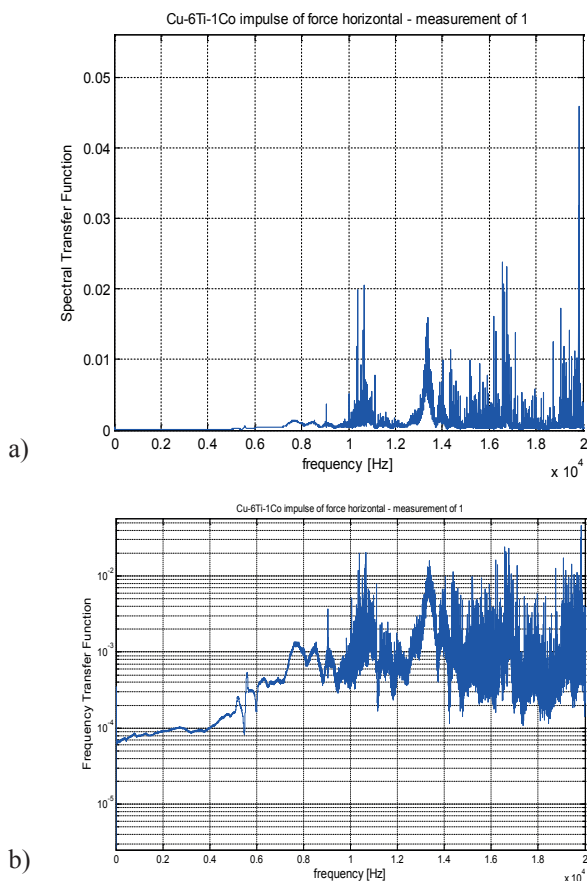 Cu-6Ti-1Co impulse of force horizontal - measurement of 1
0.05
0.04
0.03
0.02
0.01
0
Spectral Transfer Function
0 0.2 0.4 0.6 0.8 1 1.2 1.4 1.6 1.8 2
frequency [Hz]
x 10^4
a)
Cu-6Ti-1Co impulse of force horizontal - measurement of 1
10^-2
10^-3
10^-4
10^-5
Frequency Transfer Function
0 0.2 0.4 0.6 0.8 1 1.2 1.4 1.6 1.8 2
frequency [Hz]
x 10^4
b)